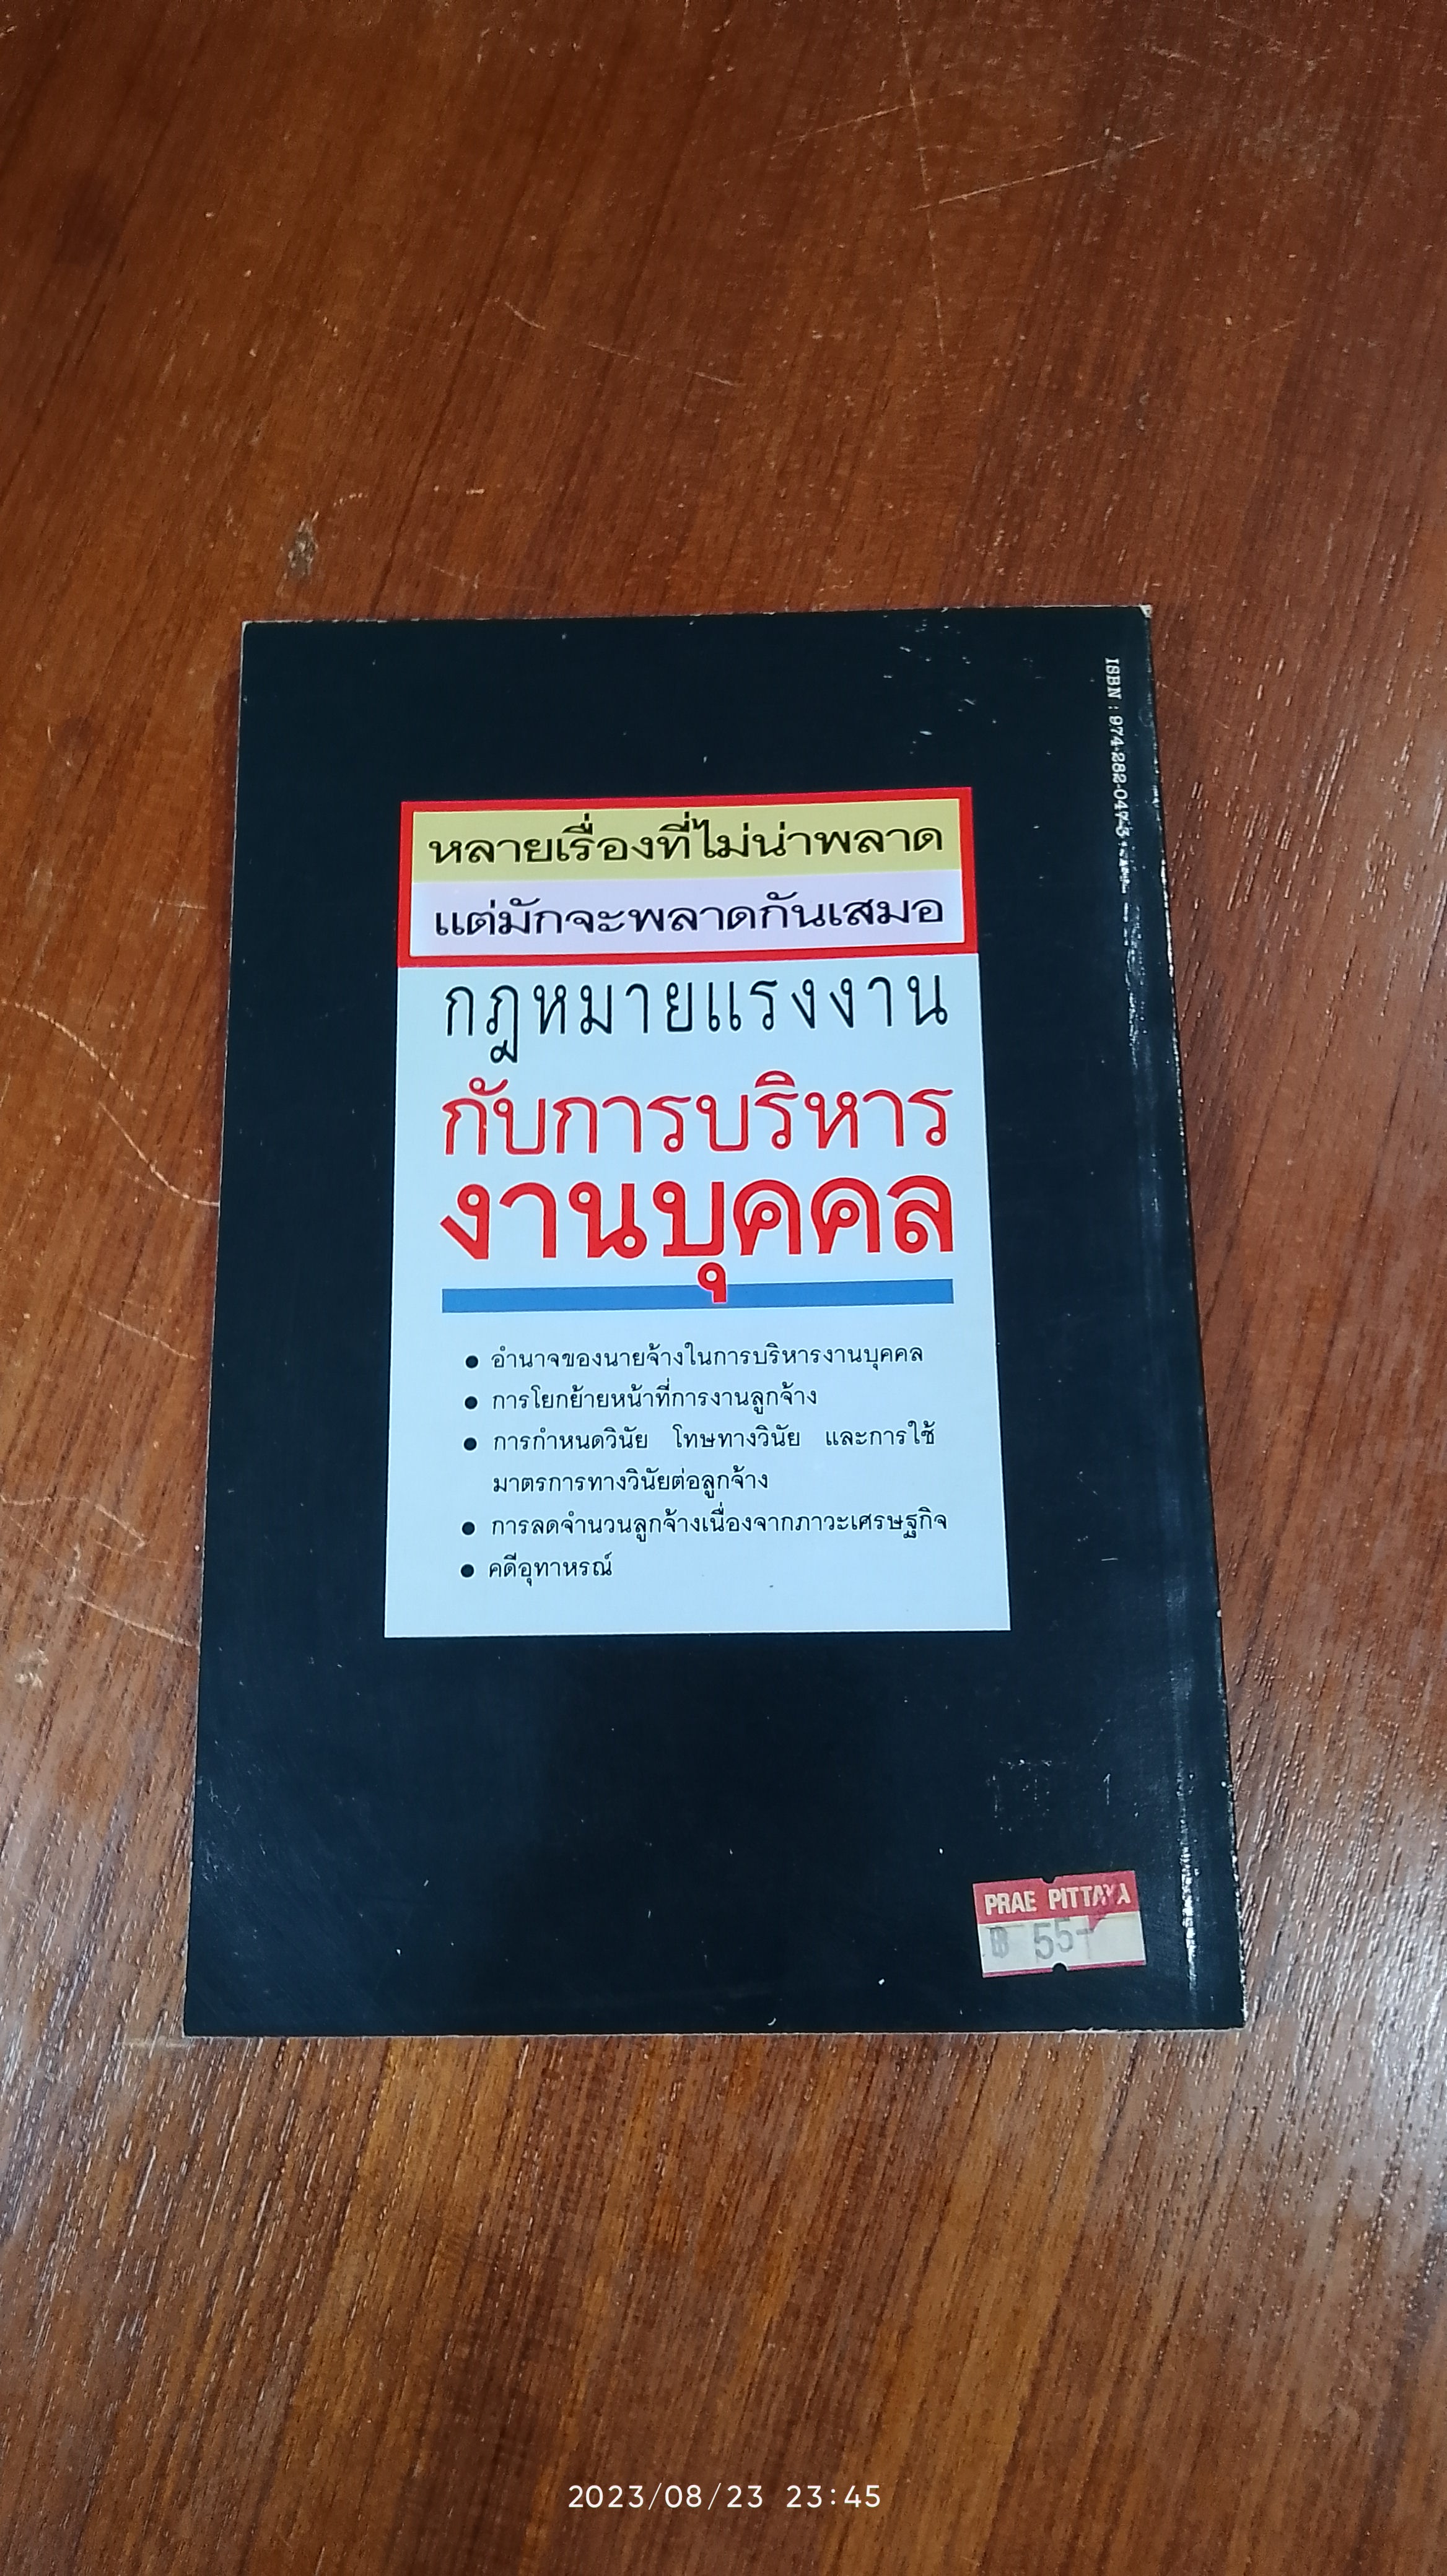 หลายเรื่องที่ไม่น่าพลาด
แต่มักจะพลาดกันเสมอ
กฎหมายแรงงาน
กับการบริหาร
งานบุคคล
● อำนาจของนายจ้างในการบริหารงานบุคคล
● การโยกย้ายหน้าที่การงานลูกจ้าง
● การกำหนดวินัย โทษทางวินัย และการใช้
มาตรการทางวินัยต่อลูกจ้าง
● การลดจำนวนลูกจ้างเนื่องจากภาวะเศรษฐกิจ
● คดีอุทาหรณ์
ISBN : 974-282-047-5
PRAE PITTAYA
฿ 55-
2023/08/23 23:45